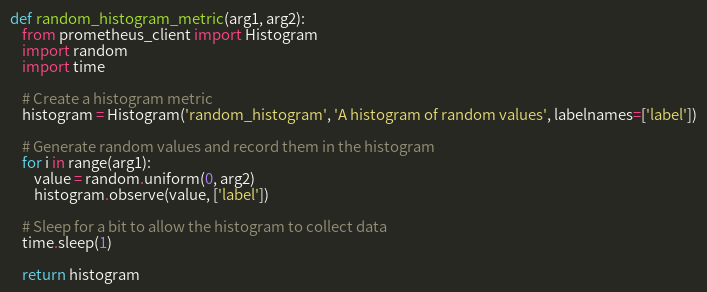 def random_histogram_metric(arg1, arg2):
from prometheus_client import Histogram
import random
import time
# Create a histogram metric
histogram = Histogram('random_histogram', 'A histogram of random values', labelnames=['label'])
# Generate random values and record them in the histogram
for i in range(arg1):
value = random.uniform(0, arg2)
histogram.observe(value, ['label'])
# Sleep for a bit to allow the histogram to collect data
time.sleep(1)
return histogram